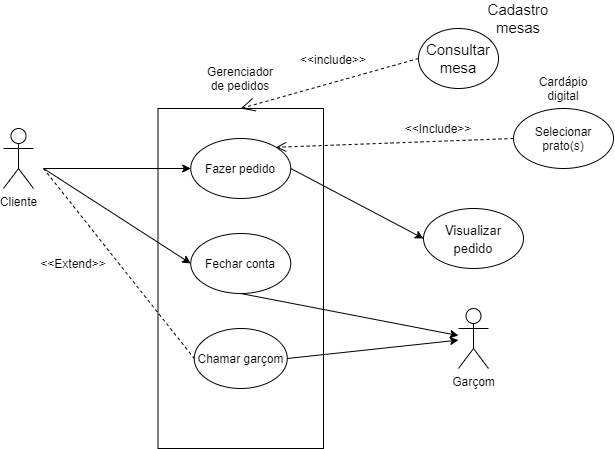 Cadastro
mesas
Consultar
mesa
<<include>>
Gerenciador
de pedidos
Cardápio
digital
<<Include>>
Selecionar
prato(s)
Fazer pedido
Cliente
Visualizar
pedido
<<Extend>>
Fechar conta
Chamar garçom
Garçom